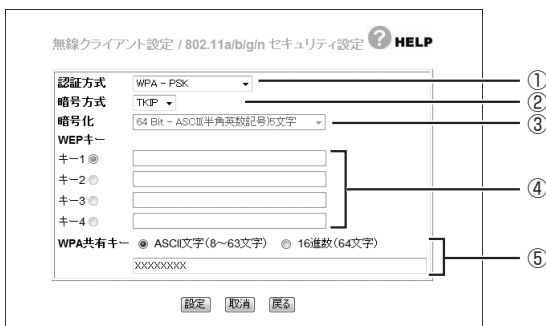 無線クライアント設定 / 802.11a/b/g/n セキュリティ設定 ? HELP
認証方式 WPA - PSK ①
暗号方式 TKIP ②
暗号化 64 Bit - ASCII(半角英数記号)5文字 ③
WEPキー
キー1
キー2
キー3
キー4
④
WPA共有キー ASCII文字(8～63文字) 16進数(64文字)
XXXXXXXX
⑤
設定 取消 戻る